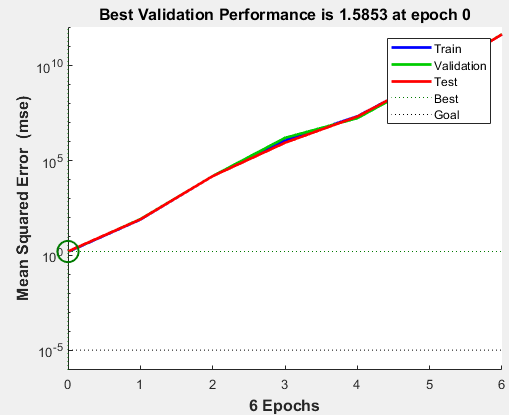 Best Validation Performance is 1.5853 at epoch 0
Mean Squared Error (mse)
10^10
10^5
10^0
10^-5
Train
Validation
Test
Best
Goal
0 1 2 3 4 5 6
6 Epochs